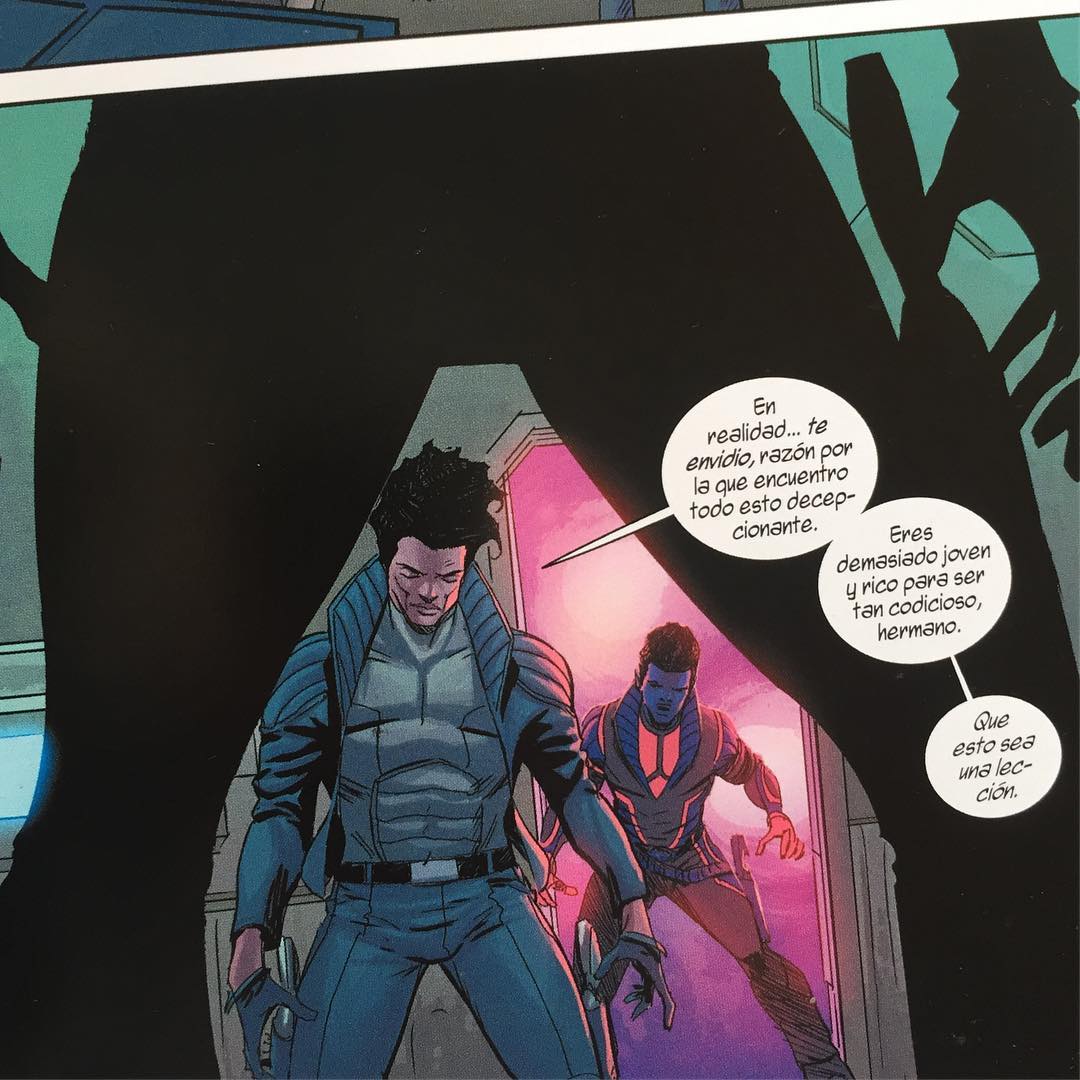 En
realidad... te
envidio, razón por
la que encuentro
todo esto decep-
cionante.
Eres
demasiado joven
y rico para ser
tan codicioso,
hermano.
Que
esto sea
una lec-
ción.